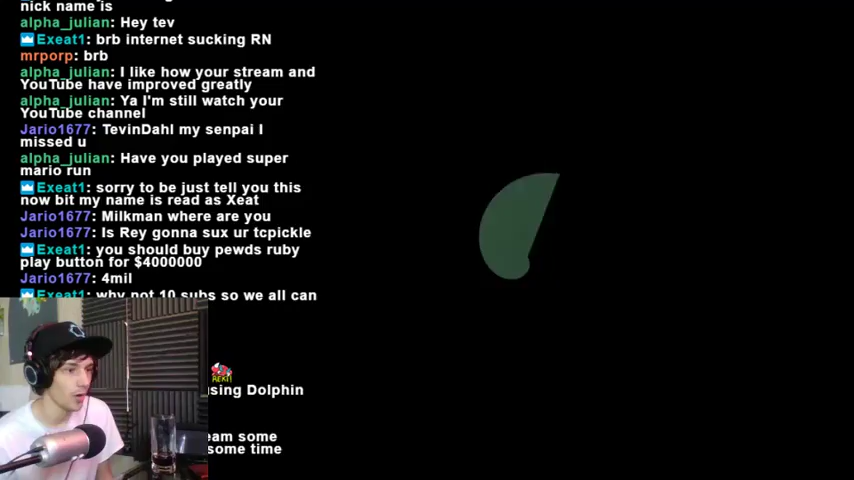 nick name is
alpha_julian: Hey tev
Exeat1: brb internet sucking RN
mrporp: brb
alpha_julian: I like how your stream and
YouTube have improved greatly
alpha_julian: Ya I'm still watch your
YouTube channel
Jario1677: TevinDahl my senpai I
missed u
alpha_julian: Have you played super
mario run
Exeat1: sorry to be just tell you this
now bit my name is read as Xeat
Jario1677: Milkman where are you
Jario1677: Is Rey gonna sux ur tcpickle
Exeat1: you should buy pewds ruby
play button for $4000000
Jario1677: 4mil
Exeat1: why not 10 subs so we all can
REKT!
using Dolphin
eam some
some time